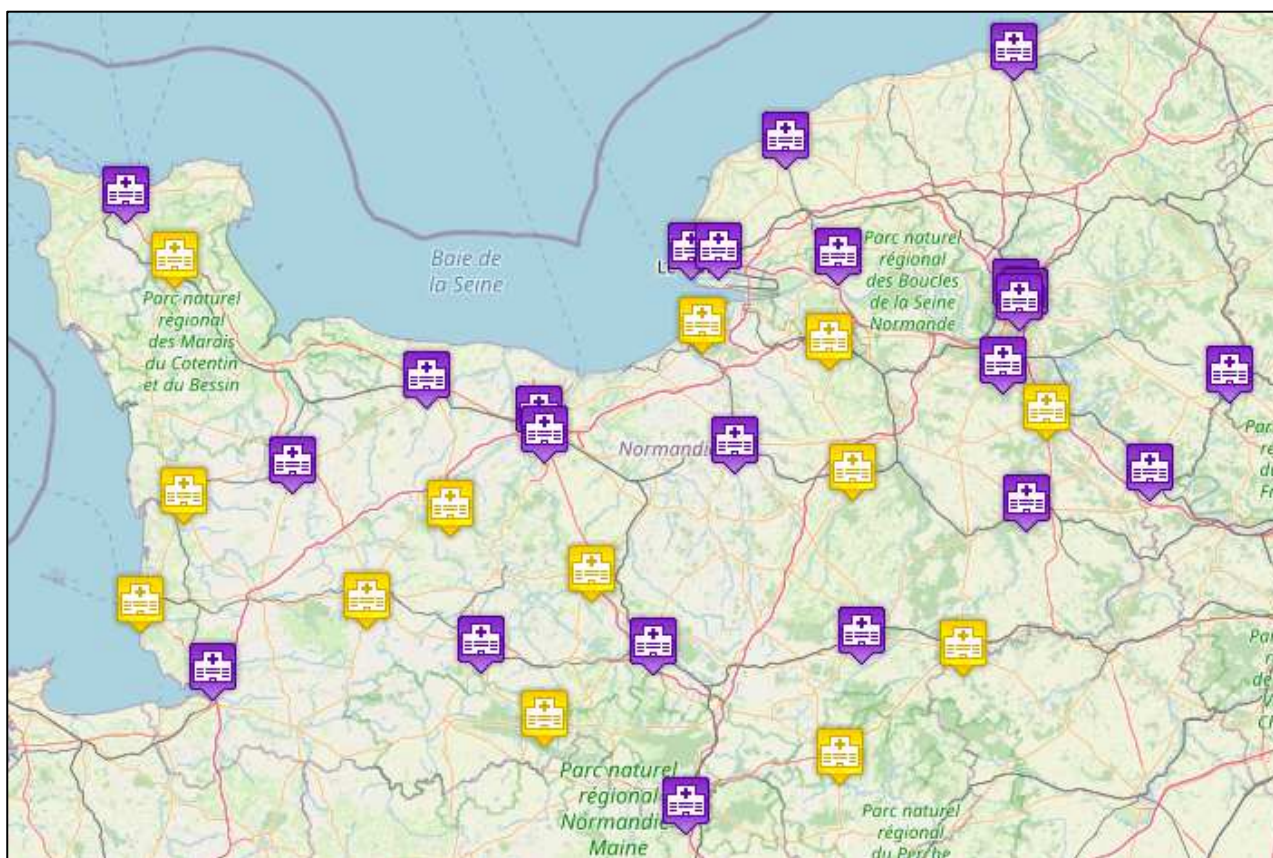 Baie de
la Seine
Parc naturel
régional
des Boucles
de la Seine
Normande
Parc naturel
régional
des Marais
du Cotentin
et du Bessin
Parc naturel
régional
Normandie-
Maine
Parc naturel
régional
du Perche